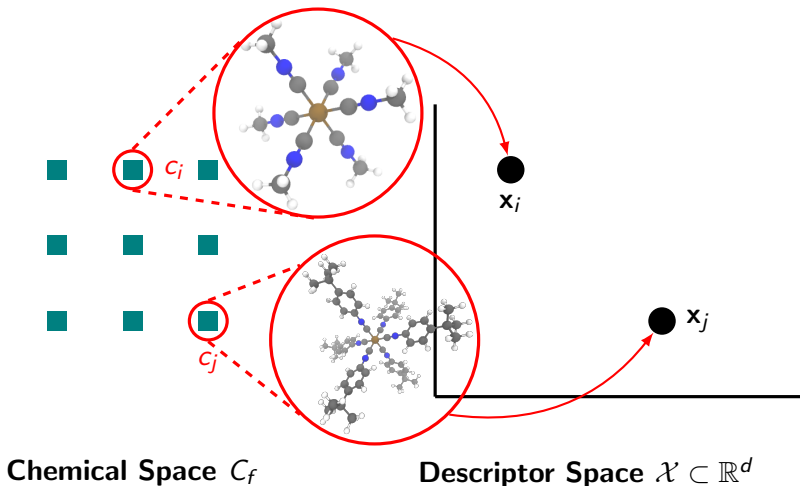 c_i
x_i
x_j
c_j
Chemical Space C_f
Descriptor Space 𝒳 ⊂ ℝ^d